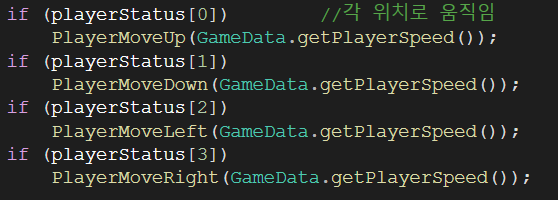 if (playerStatus[0])        //각 위치로 움직임
    PlayerMoveUp(GameData.getPlayerSpeed());
if (playerStatus[1])
    PlayerMoveDown(GameData.getPlayerSpeed());
if (playerStatus[2])
    PlayerMoveLeft(GameData.getPlayerSpeed());
if (playerStatus[3])
    PlayerMoveRight(GameData.getPlayerSpeed());